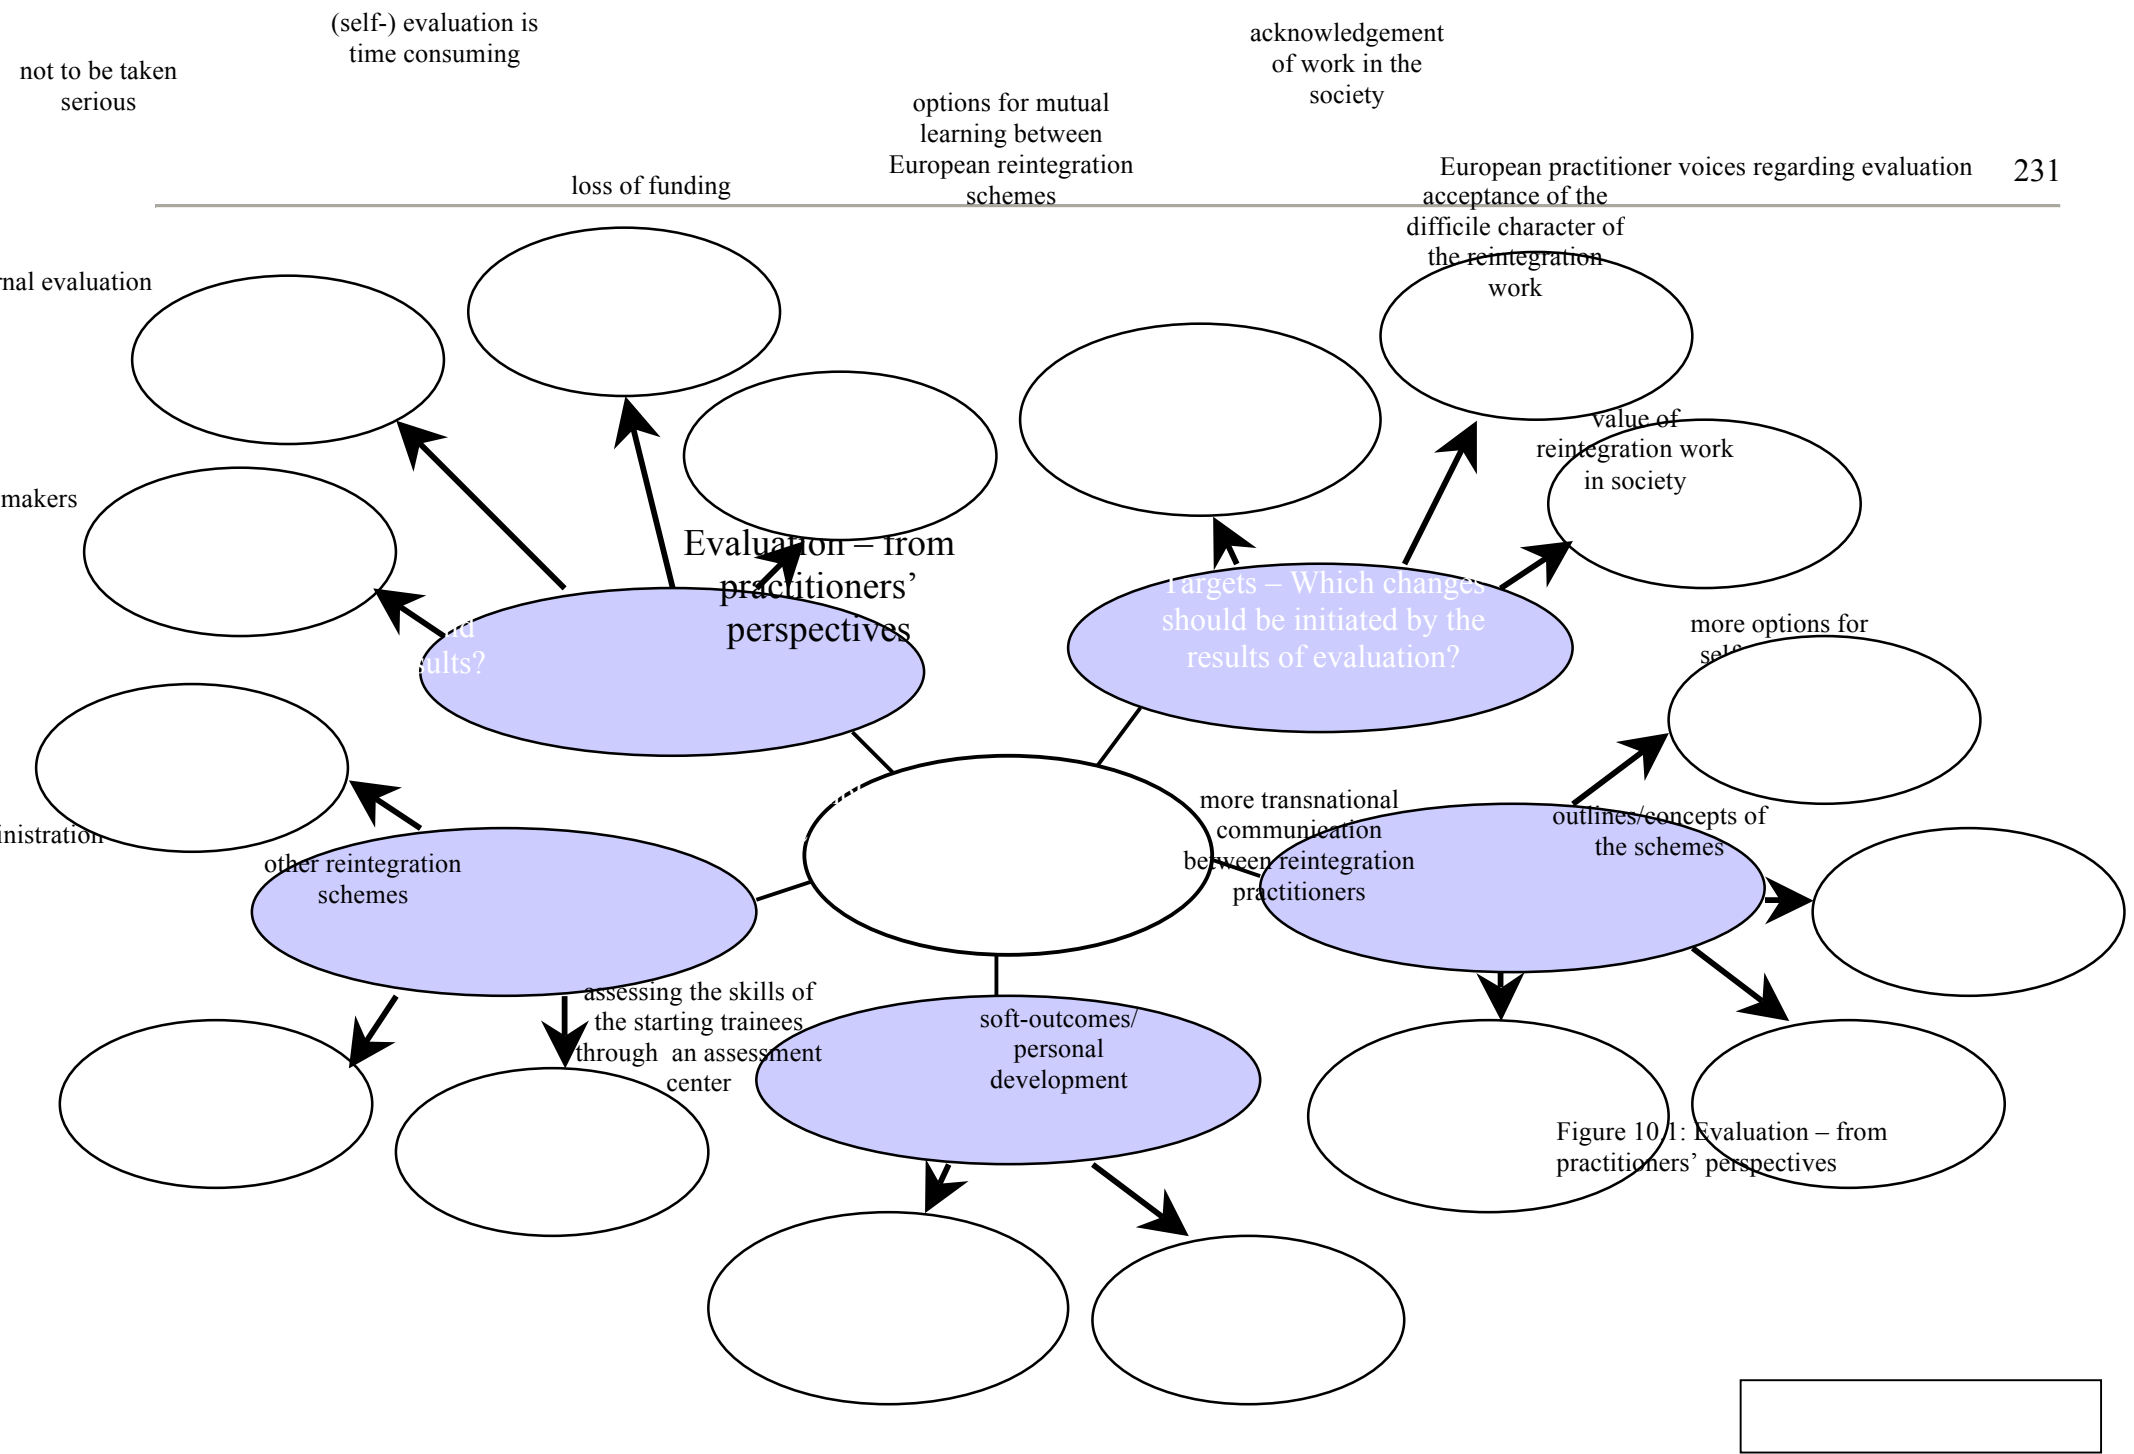 (self-) evaluation is
time consuming
not to be taken
serious
acknowledgement
of work in the
society
options for mutual
learning between
European reintegration
schemes
loss of funding
European practitioner voices regarding evaluation 231
acceptance of the
difficile character of
the reintegration
work
evaluation
value of
reintegration work
in society
makers
Evaluation – from
practitioners’
perspectives
Targets – Which changes
should be initiated by the
results of evaluation?
more options for
more transnational
communication
between reintegration
practitioners
outlines/concepts of
the schemes
other reintegration
schemes
assessing the skills of
the starting trainees
through an assessment
center
soft-outcomes/
personal
development
Figure 10.1: Evaluation – from
practitioners’ perspectives